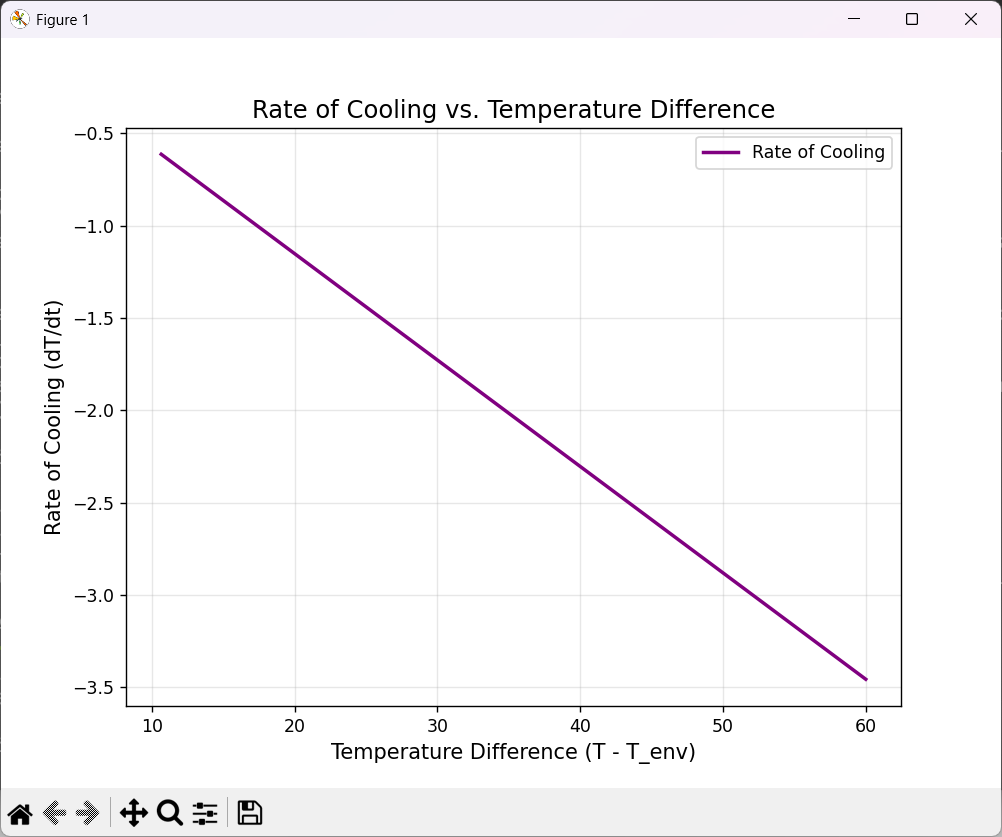 Figure 1
Rate of Cooling vs. Temperature Difference
Rate of Cooling
Rate of Cooling (dT/dt)
−0.5
−1.0
−1.5
−2.0
−2.5
−3.0
−3.5
10 20 30 40 50 60
Temperature Difference (T - T_env)